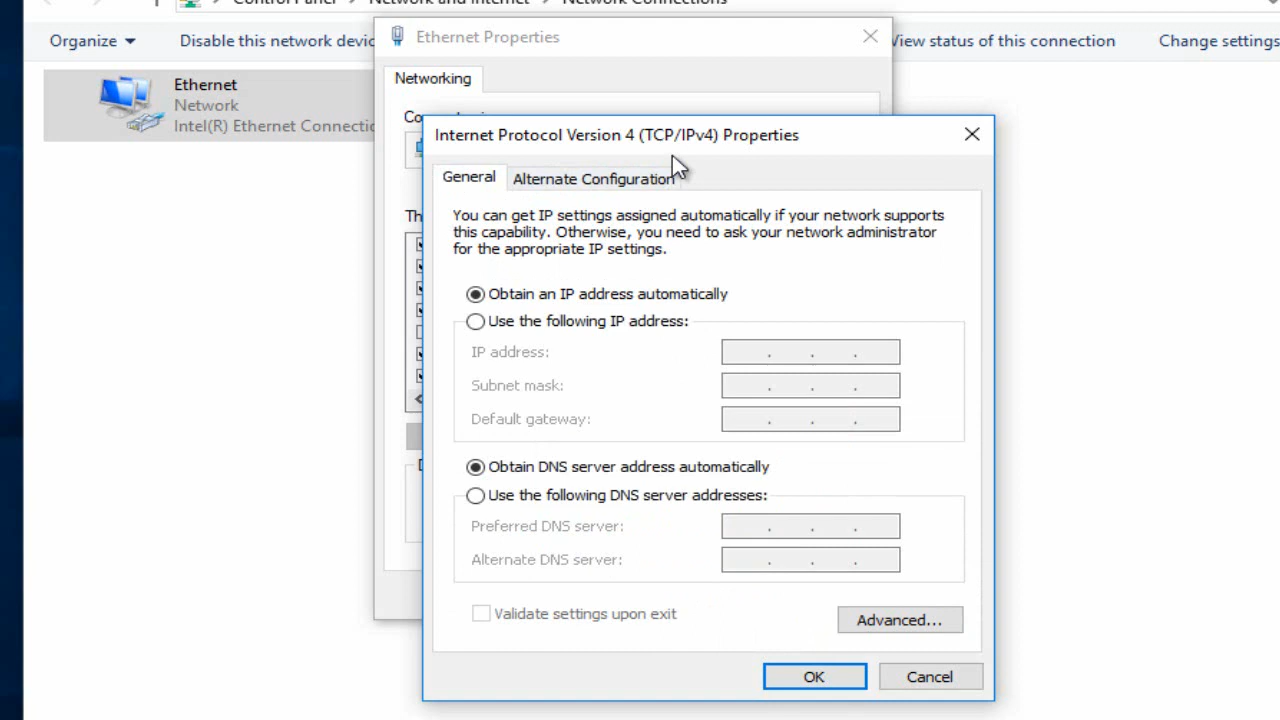 Organize
Disable this network
View status of this connection
Change settings
Ethernet Properties
Ethernet
Network
Intel(R) Ethernet
Networking
Internet Protocol Version 4 (TCP/IPv4) Properties
General
Alternate Configuration
You can get IP settings assigned automatically if your network supports
this capability. Otherwise, you need to ask your network administrator
for the appropriate IP settings.
Obtain an IP address automatically
Use the following IP address:
IP address:
Subnet mask:
Default gateway:
Obtain DNS server address automatically
Use the following DNS server addresses:
Preferred DNS server:
Alternate DNS server:
Validate settings upon exit
Advanced...
OK
Cancel